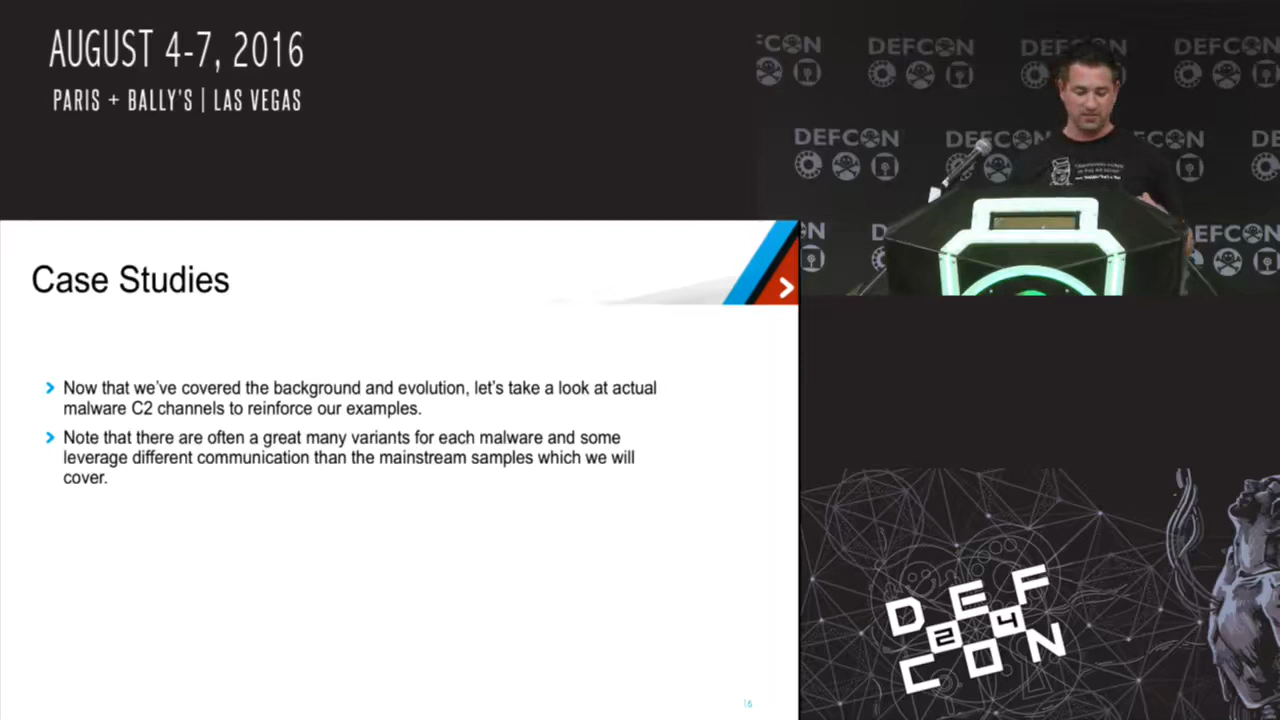 AUGUST 4-7, 2016
PARIS + BALLY'S | LAS VEGAS
DEFCON DEFCON DEFCON
DEFCON DEFCON
Case Studies
Now that we've covered the background and evolution, let's take a look at actual
malware C2 channels to reinforce our examples.
Note that there are often a great many variants for each malware and some
leverage different communication than the mainstream samples which we will
cover.
16
DEF
24
CON